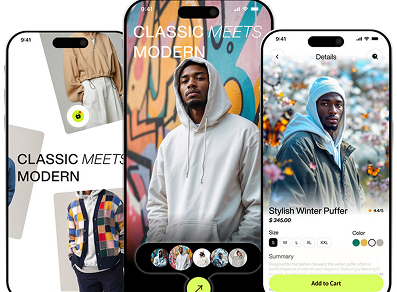 9:41
CLASSIC MEETS
MODERN
9:41
CLASSIC MEETS
MODERN
9:41
Details
Stylish Winter Puffer
4.4/5
$ 345.00
Size
Color
S
M
L
XL
XXL
Summary
Add to Cart